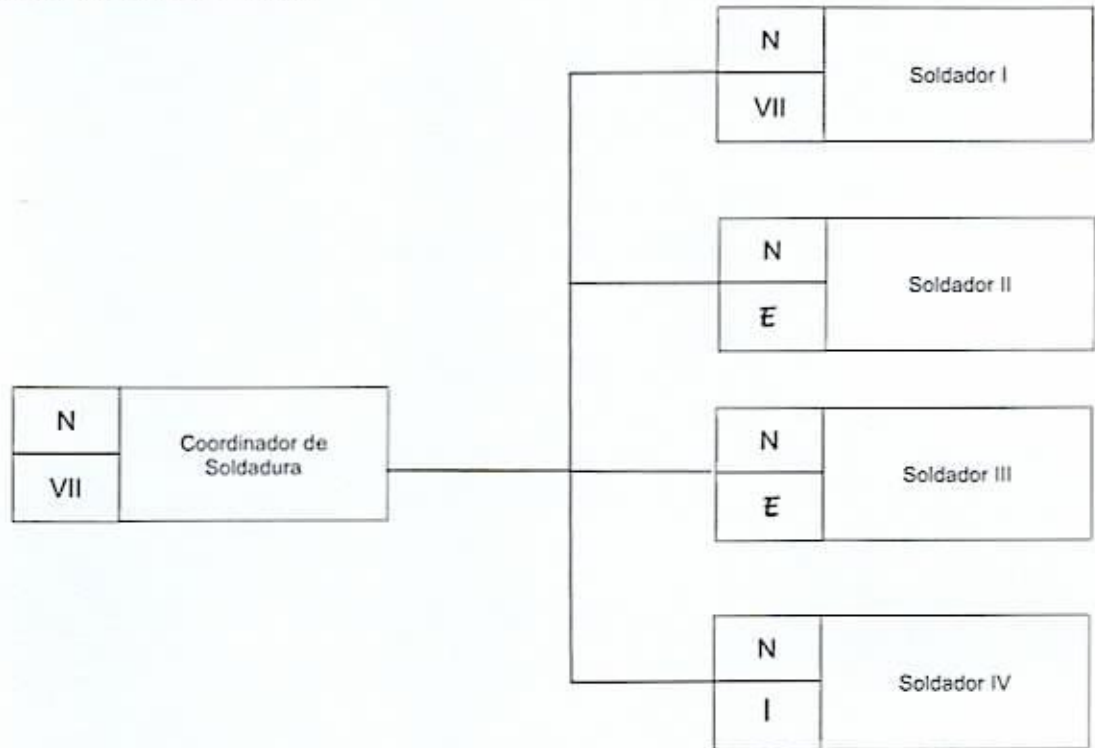 N
VII
Soldador I
N
E
Soldador II
N
VII
Coordinador de
Soldadura
N
E
Soldador III
N
I
Soldador IV